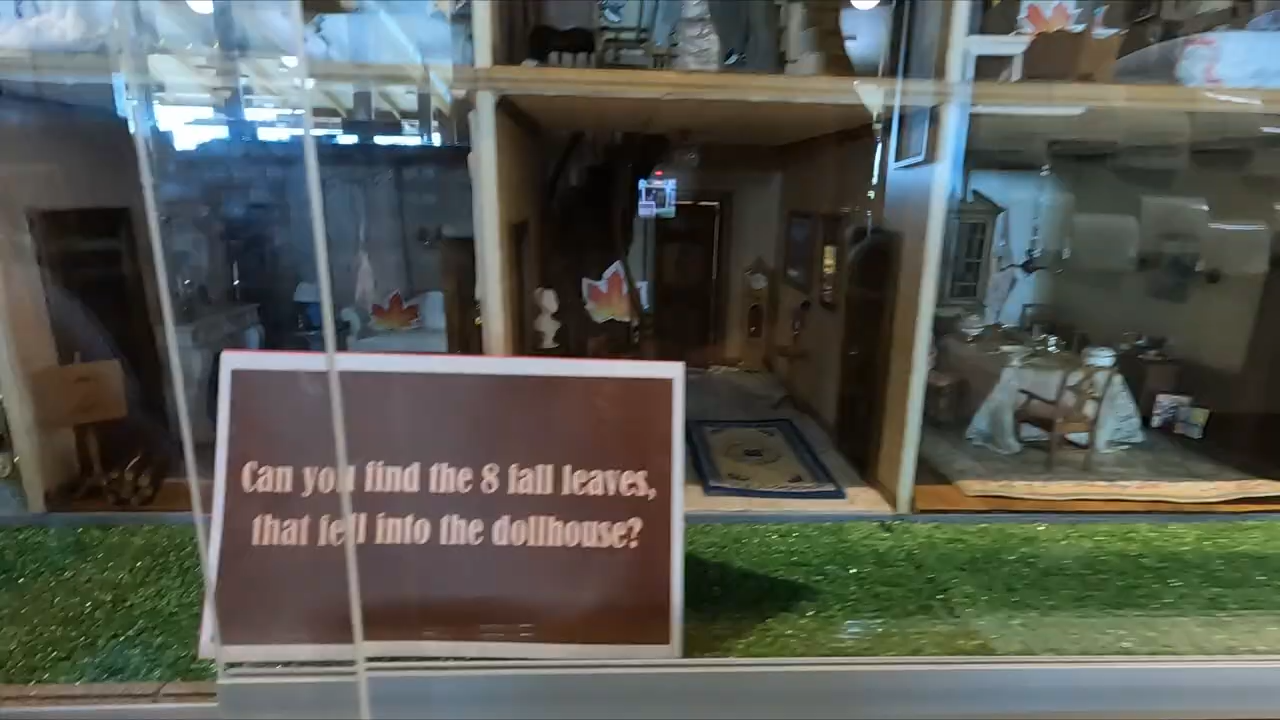 Can you find the 8 fall leaves,
that fell into the dollhouse?